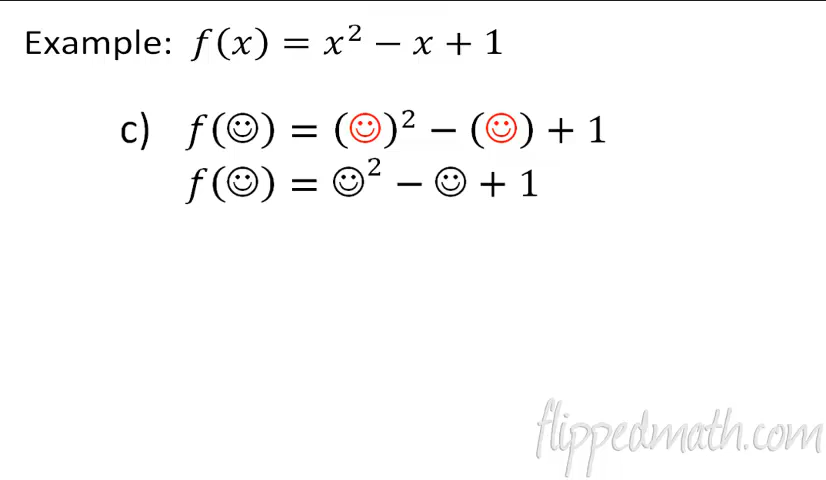 Example: f(x) = x² − x + 1
c) f(☺) = (☺)² − (☺) + 1
f(☺) = ☺² − ☺ + 1
flippedmath.com